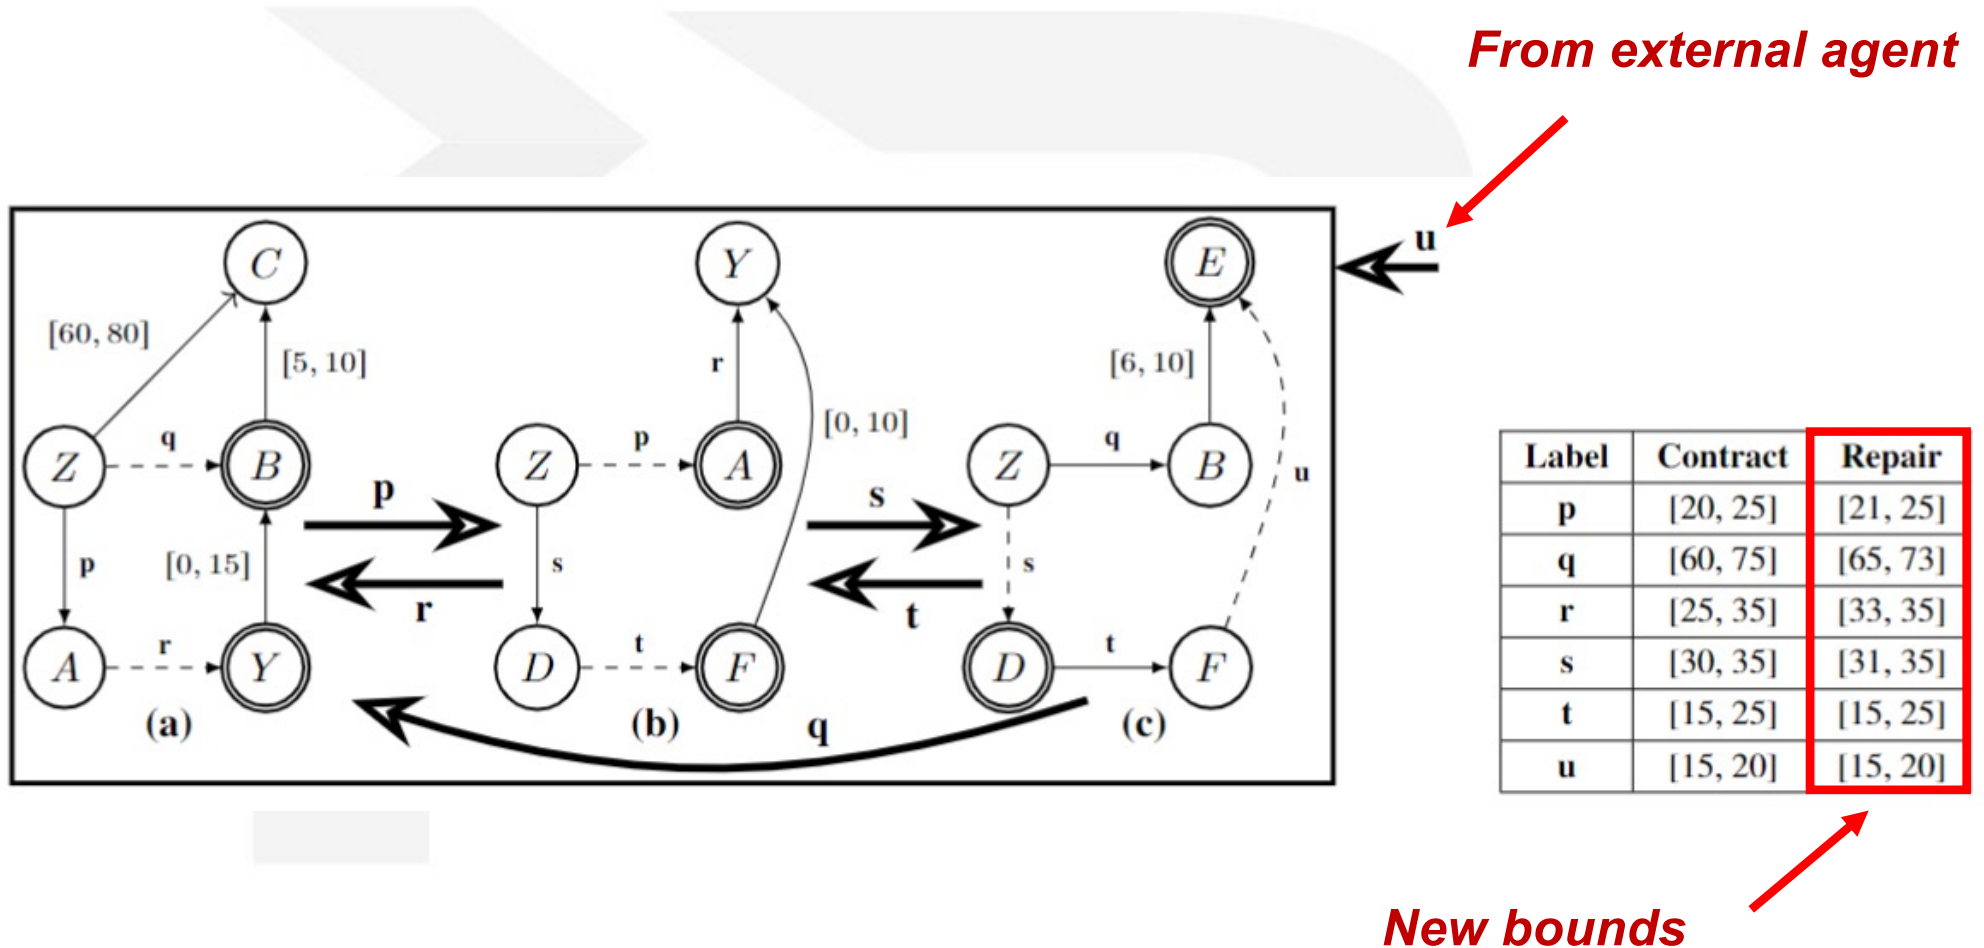 From external agent
u
C
Y
E
[60, 80]
[5, 10]
r
[6, 10]
[0, 10]
Z
q
B
Z
p
A
Z
q
B
u
p
s
p
[0, 15]
s
s
r
t
A
r
Y
D
t
F
D
t
F
(a)
(b)
q
(c)
Label Contract Repair
p [20, 25] [21, 25]
q [60, 75] [65, 73]
r [25, 35] [33, 35]
s [30, 35] [31, 35]
t [15, 25] [15, 25]
u [15, 20] [15, 20]
New bounds